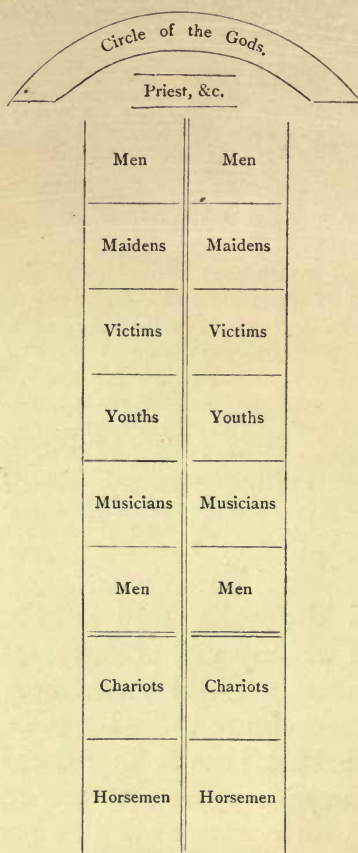 Circle of the Gods.
Priest, &c.
Men Men
Maidens Maidens
Victims Victims
Youths Youths
Musicians Musicians
Men Men
Chariots Chariots
Horsemen Horsemen